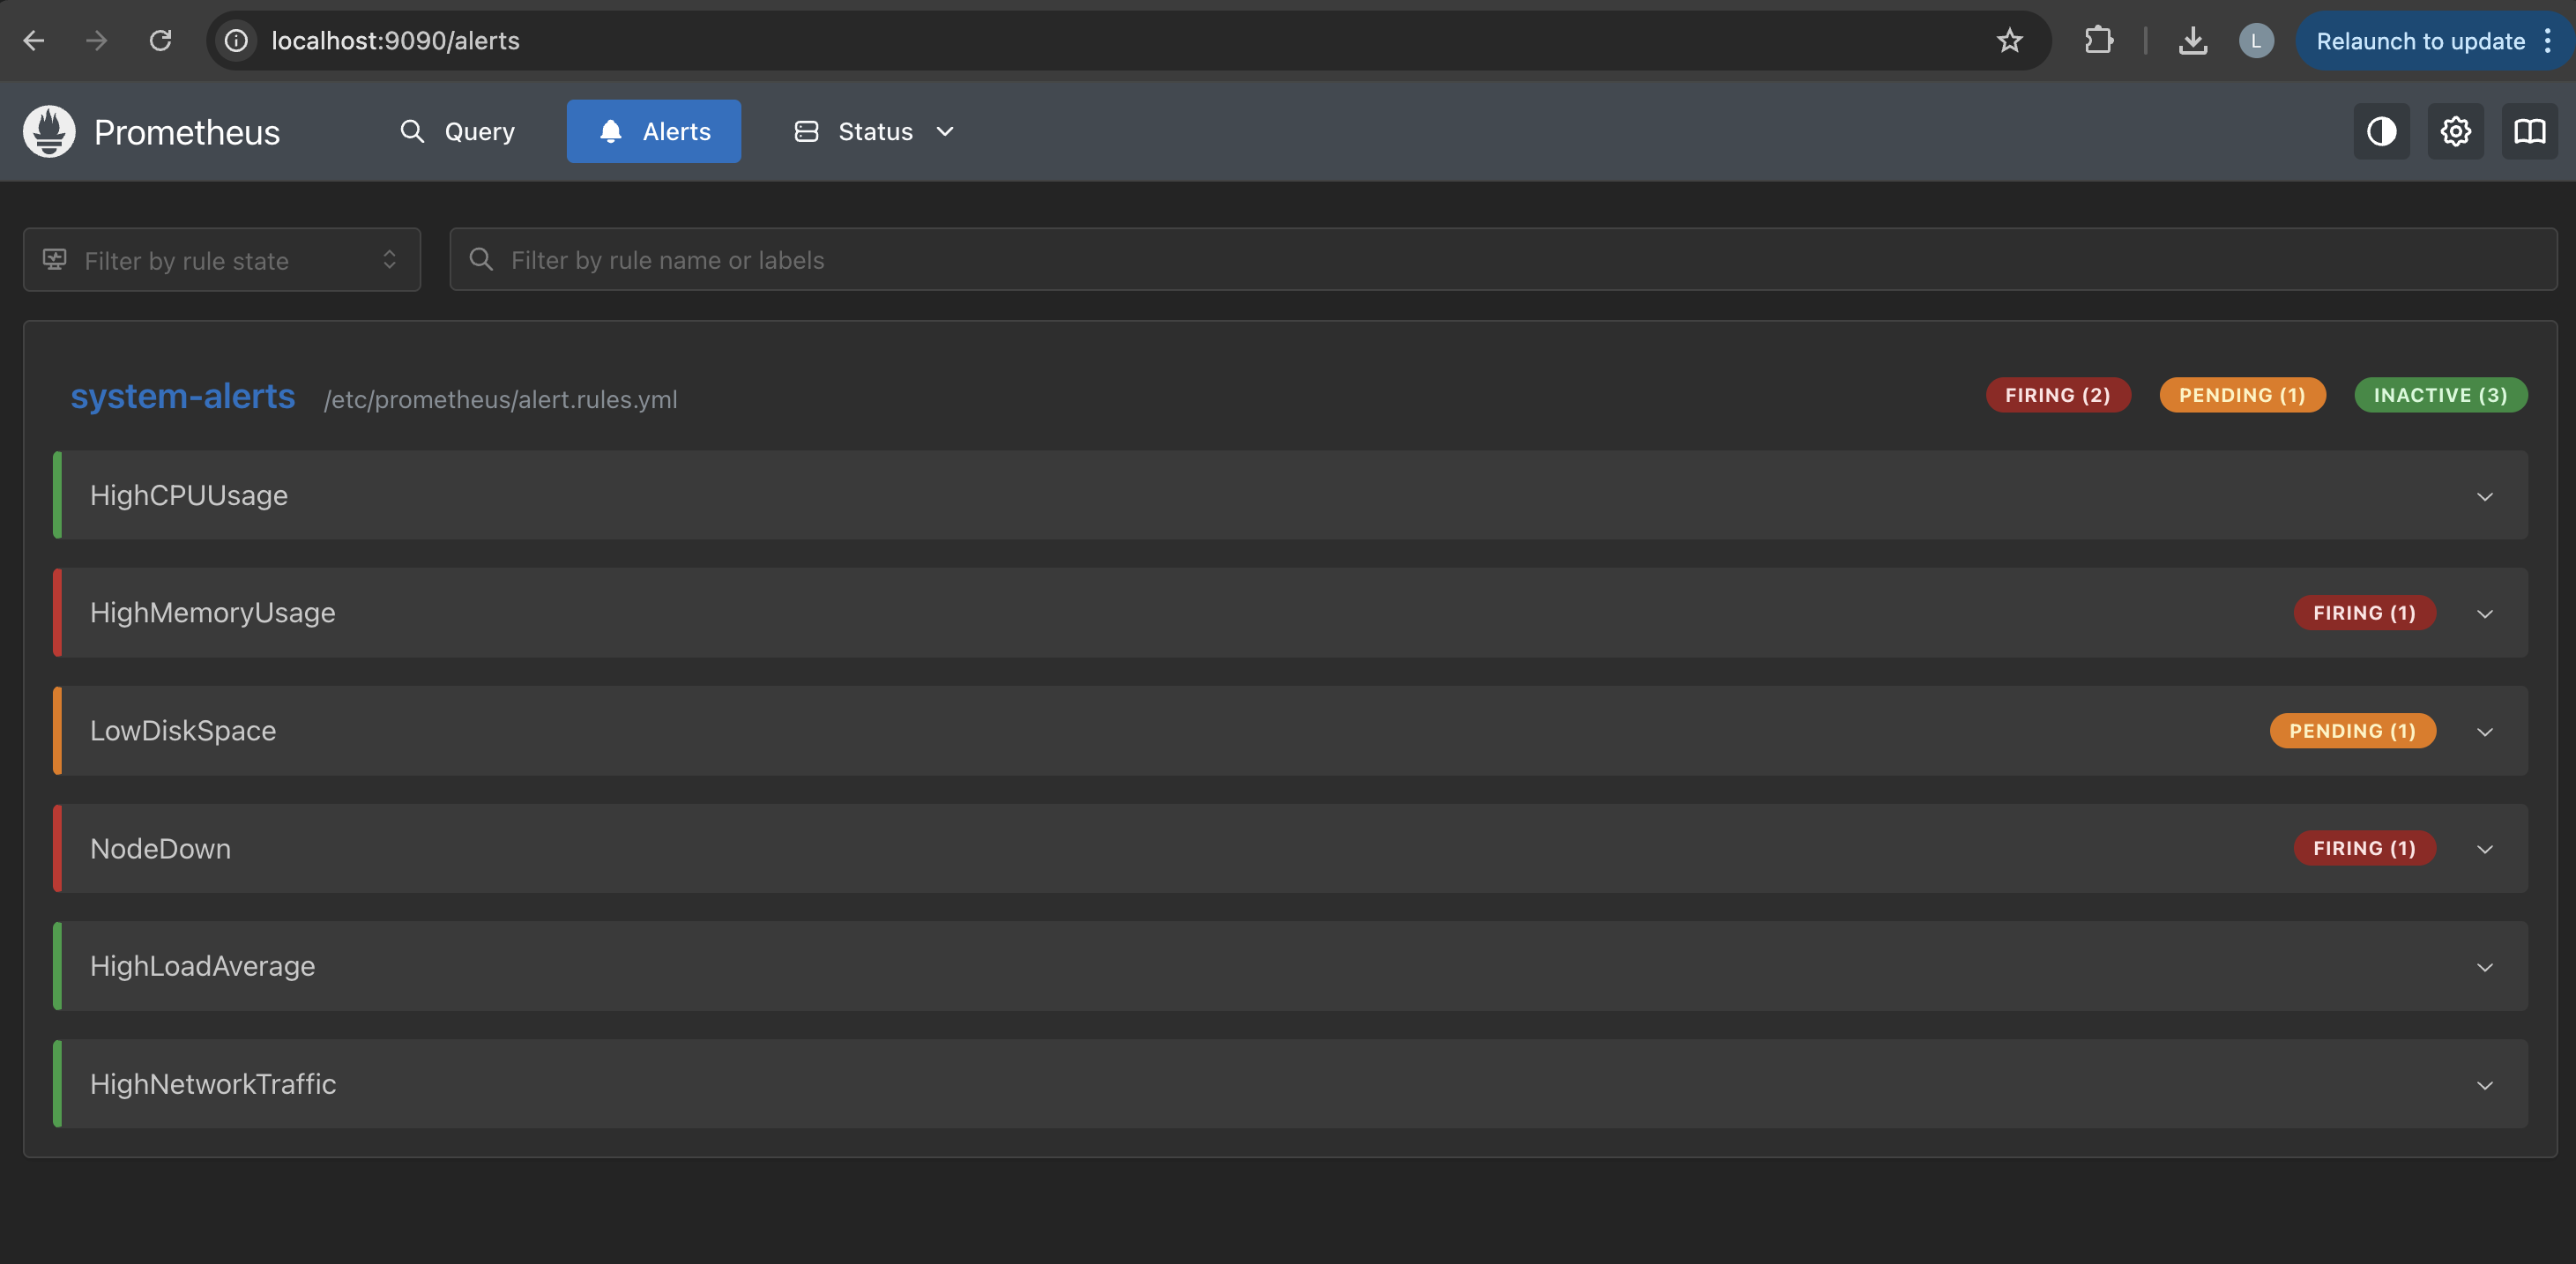 localhost:9090/alerts
L
Relaunch to update
Prometheus
Query
Alerts
Status
Filter by rule state
Filter by rule name or labels
system-alerts /etc/prometheus/alert.rules.yml FIRING (2) PENDING (1) INACTIVE (3)
HighCPUUsage
HighMemoryUsage FIRING (1)
LowDiskSpace PENDING (1)
NodeDown FIRING (1)
HighLoadAverage
HighNetworkTraffic